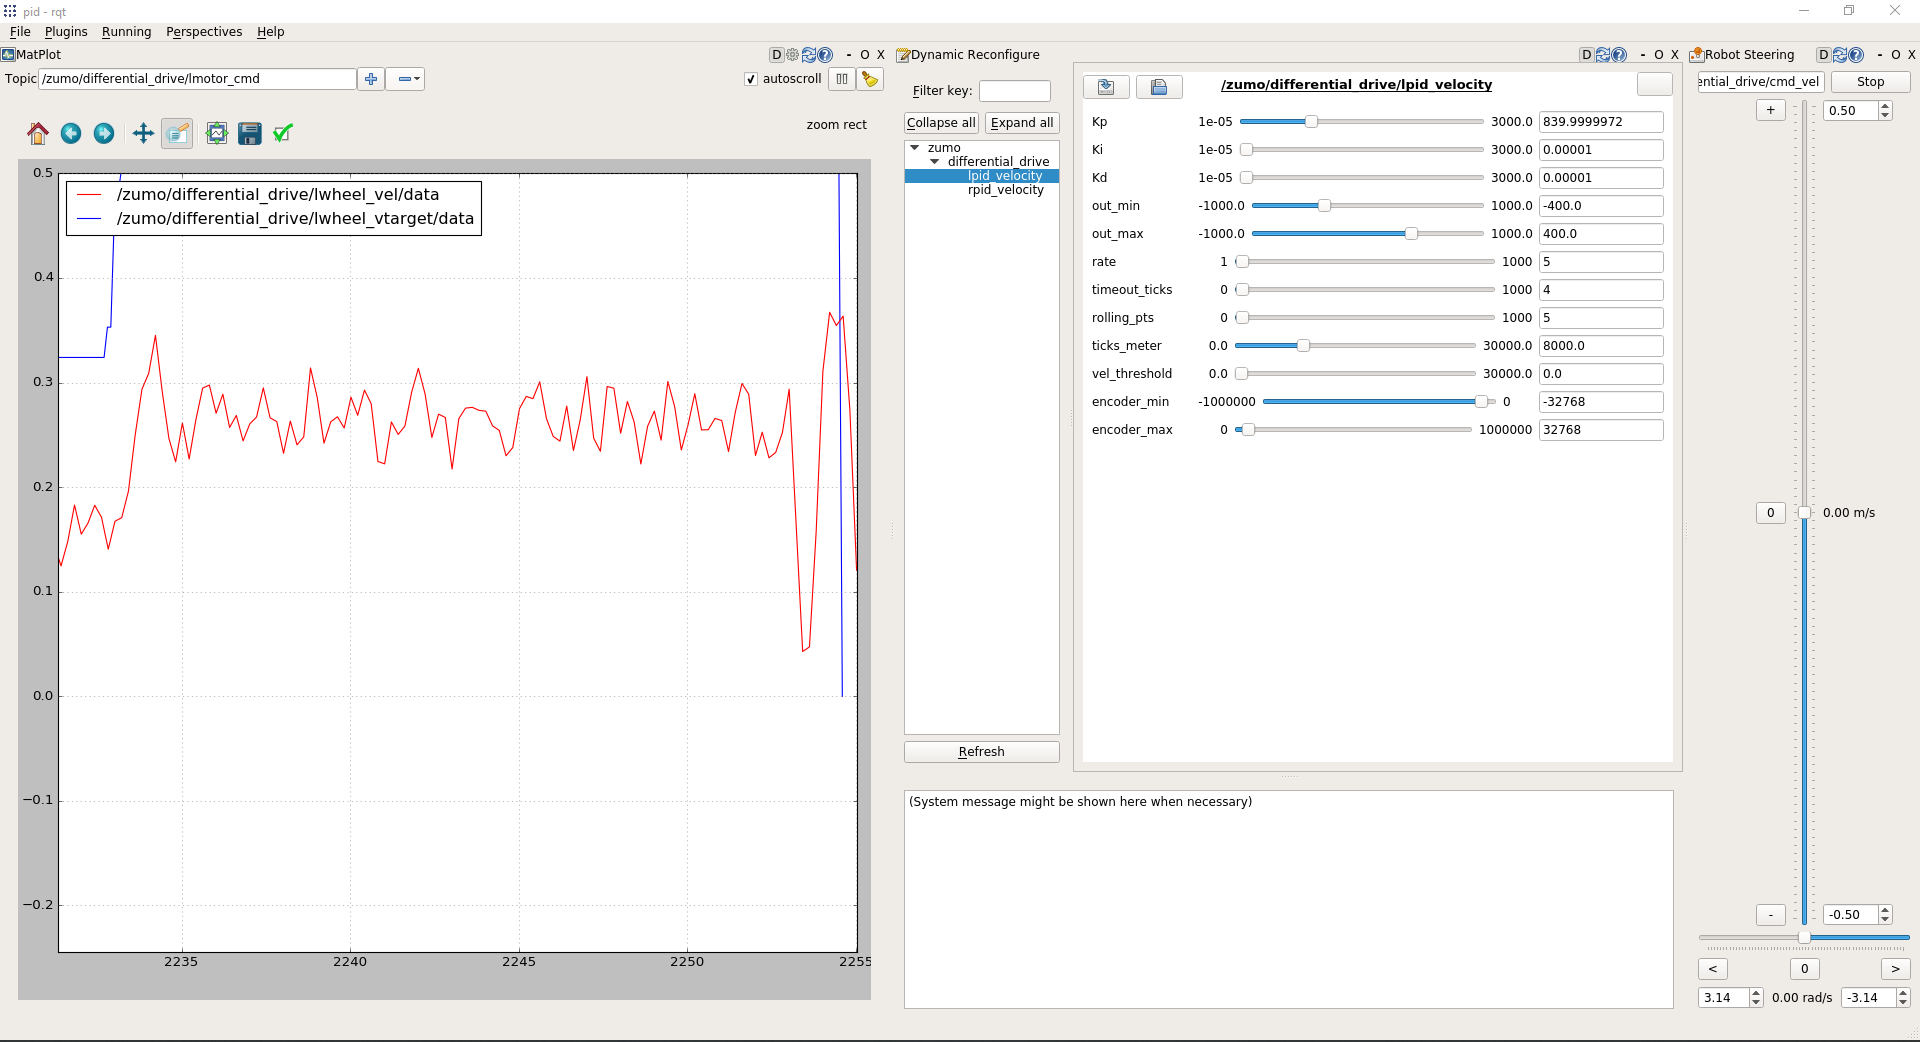 pid - rqt
File Plugins Running Perspectives Help
MatPlot
D
- O X
Topic /zumo/differential_drive/lmotor_cmd
autoscroll
zoom rect
/zumo/differential_drive/lwheel_vel/data
/zumo/differential_drive/lwheel_vtarget/data
0.5
0.4
0.3
0.2
0.1
0.0
−0.1
−0.2
2235 2240 2245 2250 2255
Dynamic Reconfigure
D
- O X
Filter key:
Collapse all Expand all
zumo
differential_drive
lpid_velocity
rpid_velocity
Refresh
/zumo/differential_drive/lpid_velocity
Kp 1e-05 3000.0 839.9999972
Ki 1e-05 3000.0 0.00001
Kd 1e-05 3000.0 0.00001
out_min -1000.0 1000.0 -400.0
out_max -1000.0 1000.0 400.0
rate 1 1000 5
timeout_ticks 0 1000 4
rolling_pts 0 1000 5
ticks_meter 0.0 30000.0 8000.0
vel_threshold 0.0 30000.0 0.0
encoder_min -1000000 0 -32768
encoder_max 0 1000000 32768
(System message might be shown here when necessary)
Robot Steering
D
- O X
ential_drive/cmd_vel Stop
+ 0.50
0 0.00 m/s
- -0.50
< 0 >
3.14 0.00 rad/s -3.14